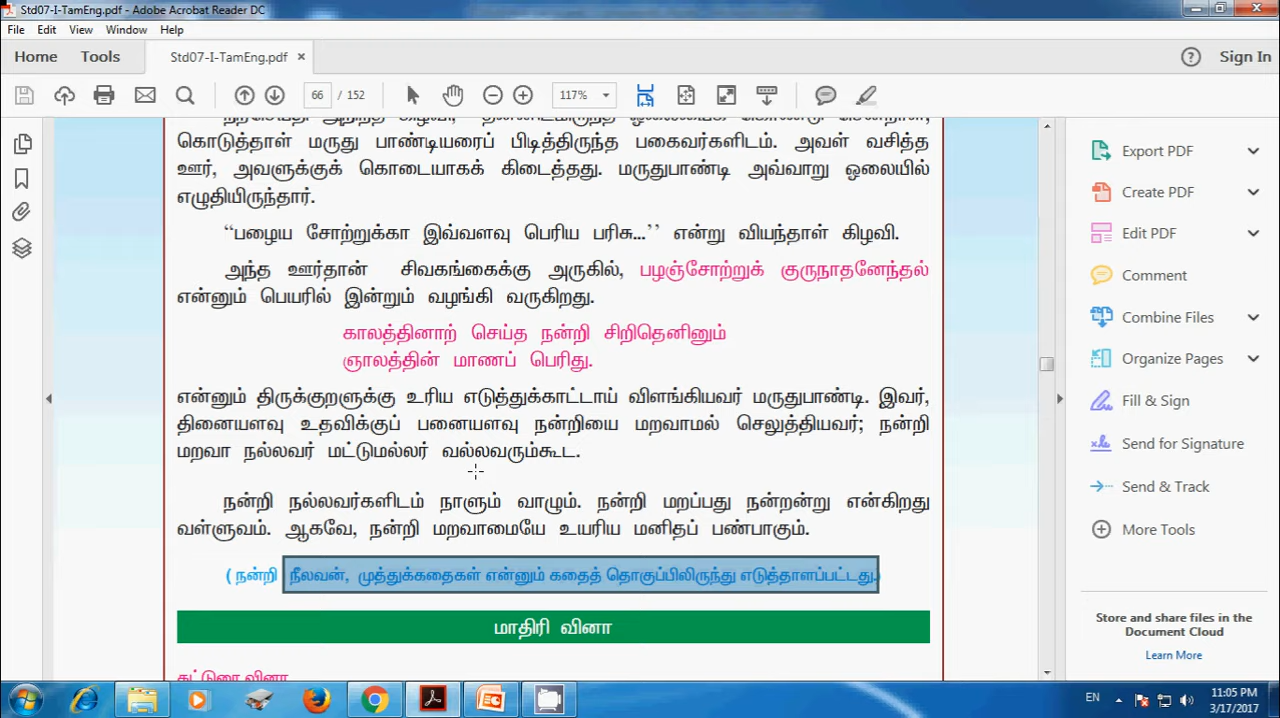 Std07-I-TamEng.pdf - Adobe Acrobat Reader DC
File Edit View Window Help
Home Tools Std07-I-TamEng.pdf × Sign In
66 / 152 117%
கொடுத்தாள் மருது பாண்டியரைப் பிடித்திருந்த பகைவர்களிடம். அவள் வசித்த
ஊர், அவளுக்குக் கொடையாகக் கிடைத்தது. மருதுபாண்டி அவ்வாறு ஓலையில்
எழுதியிருந்தார்.
“பழைய சோற்றுக்கா இவ்வளவு பெரிய பரிசு...’’ என்று வியந்தாள் கிழவி.
அந்த ஊர்தான் சிவகங்கைக்கு அருகில், பழஞ்சோற்றுக் குருநாதனேந்தல்
என்னும் பெயரில் இன்றும் வழங்கி வருகிறது.
காலத்தினாற் செய்த நன்றி சிறிதெனினும்
ஞாலத்தின் மாணப் பெரிது.
என்னும் திருக்குறளுக்கு உரிய எடுத்துக்காட்டாய் விளங்கியவர் மருதுபாண்டி. இவர்,
தினையளவு உதவிக்குப் பனையளவு நன்றியை மறவாமல் செலுத்தியவர்; நன்றி
மறவா நல்லவர் மட்டுமல்லர் வல்லவரும்கூட.
நன்றி நல்லவர்களிடம் நாளும் வாழும். நன்றி மறப்பது நன்றன்று என்கிறது
வள்ளுவம். ஆகவே, நன்றி மறவாமையே உயரிய மனிதப் பண்பாகும்.
( நன்றி நீலவன், முத்துக்கதைகள் என்னும் கதைத் தொகுப்பிலிருந்து எடுத்தாளப்பட்டது.)
மாதிரி வினா
கட்டுரை வினா
Export PDF
Create PDF
Edit PDF
Comment
Combine Files
Organize Pages
Fill & Sign
Send for Signature
Send & Track
More Tools
Store and share files in the
Document Cloud
Learn More
EN 11:05 PM
3/17/2017